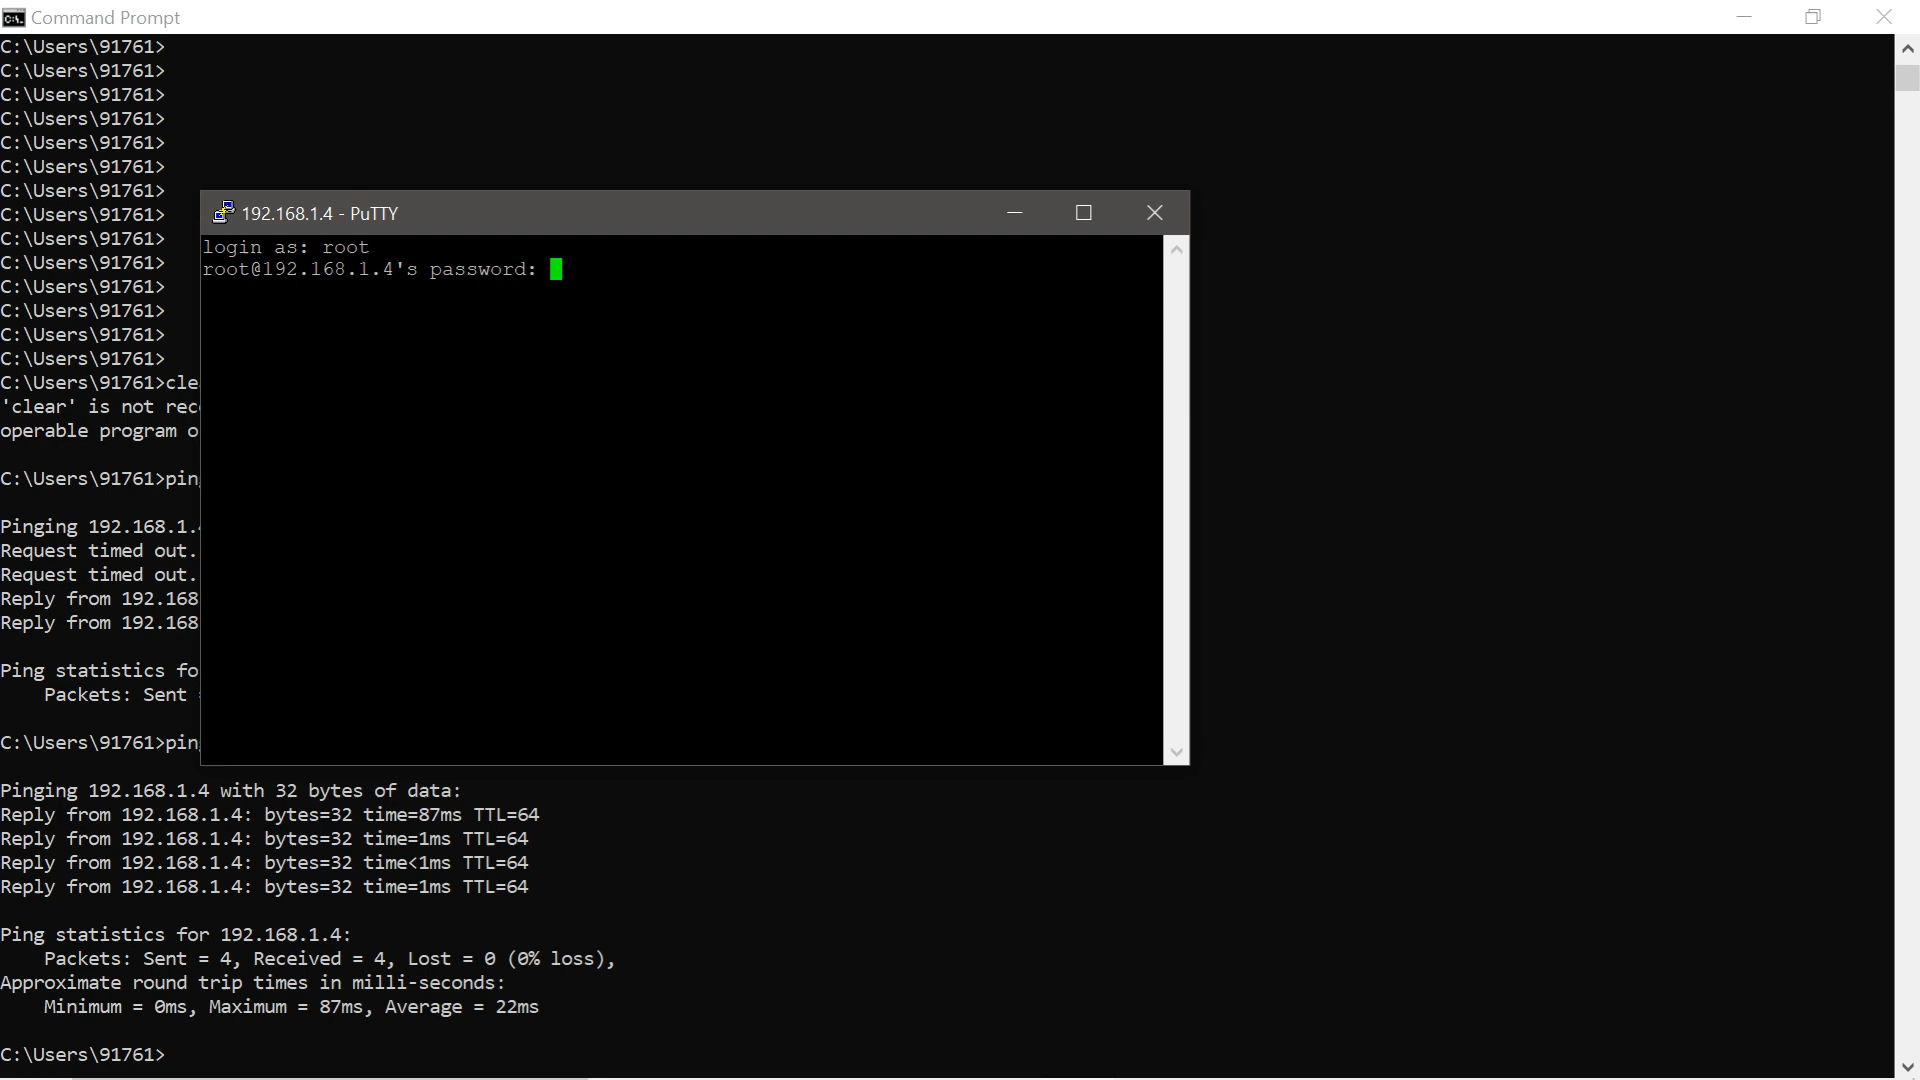 Command Prompt
C:\Users\91761>
C:\Users\91761>
C:\Users\91761>
C:\Users\91761>
C:\Users\91761>
C:\Users\91761>
C:\Users\91761>
C:\Users\91761>
C:\Users\91761>
C:\Users\91761>
C:\Users\91761>
C:\Users\91761>
C:\Users\91761>
C:\Users\91761>
C:\Users\91761>cle
'clear' is not rec
operable program o
C:\Users\91761>pin
Pinging 192.168.1.
Request timed out.
Request timed out.
Reply from 192.168
Reply from 192.168
Ping statistics fo
Packets: Sent
C:\Users\91761>pin
192.168.1.4 - PuTTY
login as: root
root@192.168.1.4's password:
Pinging 192.168.1.4 with 32 bytes of data:
Reply from 192.168.1.4: bytes=32 time=87ms TTL=64
Reply from 192.168.1.4: bytes=32 time=1ms TTL=64
Reply from 192.168.1.4: bytes=32 time<1ms TTL=64
Reply from 192.168.1.4: bytes=32 time=1ms TTL=64
Ping statistics for 192.168.1.4:
Packets: Sent = 4, Received = 4, Lost = 0 (0% loss),
Approximate round trip times in milli-seconds:
Minimum = 0ms, Maximum = 87ms, Average = 22ms
C:\Users\91761>